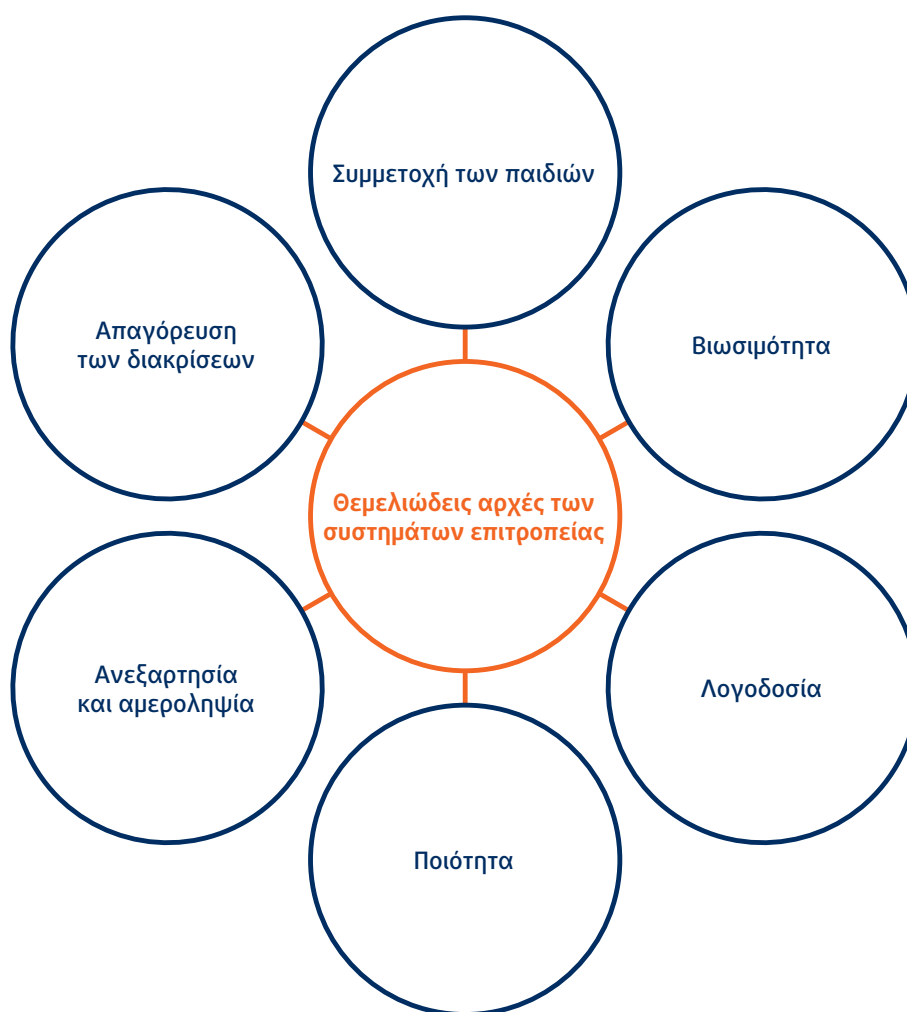 Συμμετοχή των παιδιών
Απαγόρευση
των διακρίσεων
Βιωσιμότητα
Θεμελιώδεις αρχές των
συστημάτων επιτροπείας
Ανεξαρτησία
και αμεροληψία
Λογοδοσία
Ποιότητα